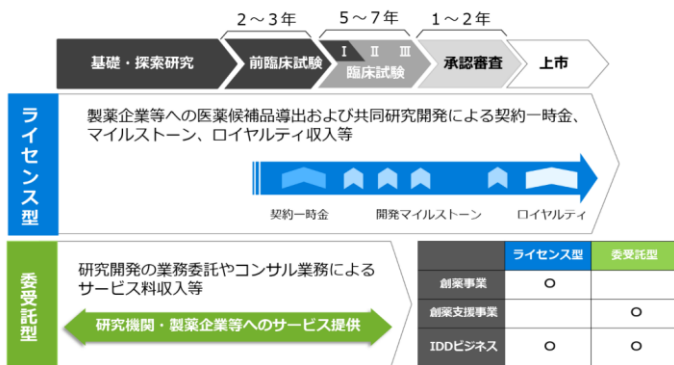 2～3年 5～7年 1～2年
基礎・探索研究 前臨床試験 Ⅰ Ⅱ Ⅲ 臨床試験 承認審査 上市
ライセンス型
製薬企業等への医薬候補品導出および共同研究開発による契約一時金、
マイルストーン、ロイヤルティ収入等
契約一時金 開発マイルストーン ロイヤルティ
委受託型
研究開発の業務委託やコンサル業務による
サービス料収入等
研究機関・製薬企業等へのサービス提供
ライセンス型 委受託型
創薬事業 O
創薬支援事業 O
IDDビジネス O O